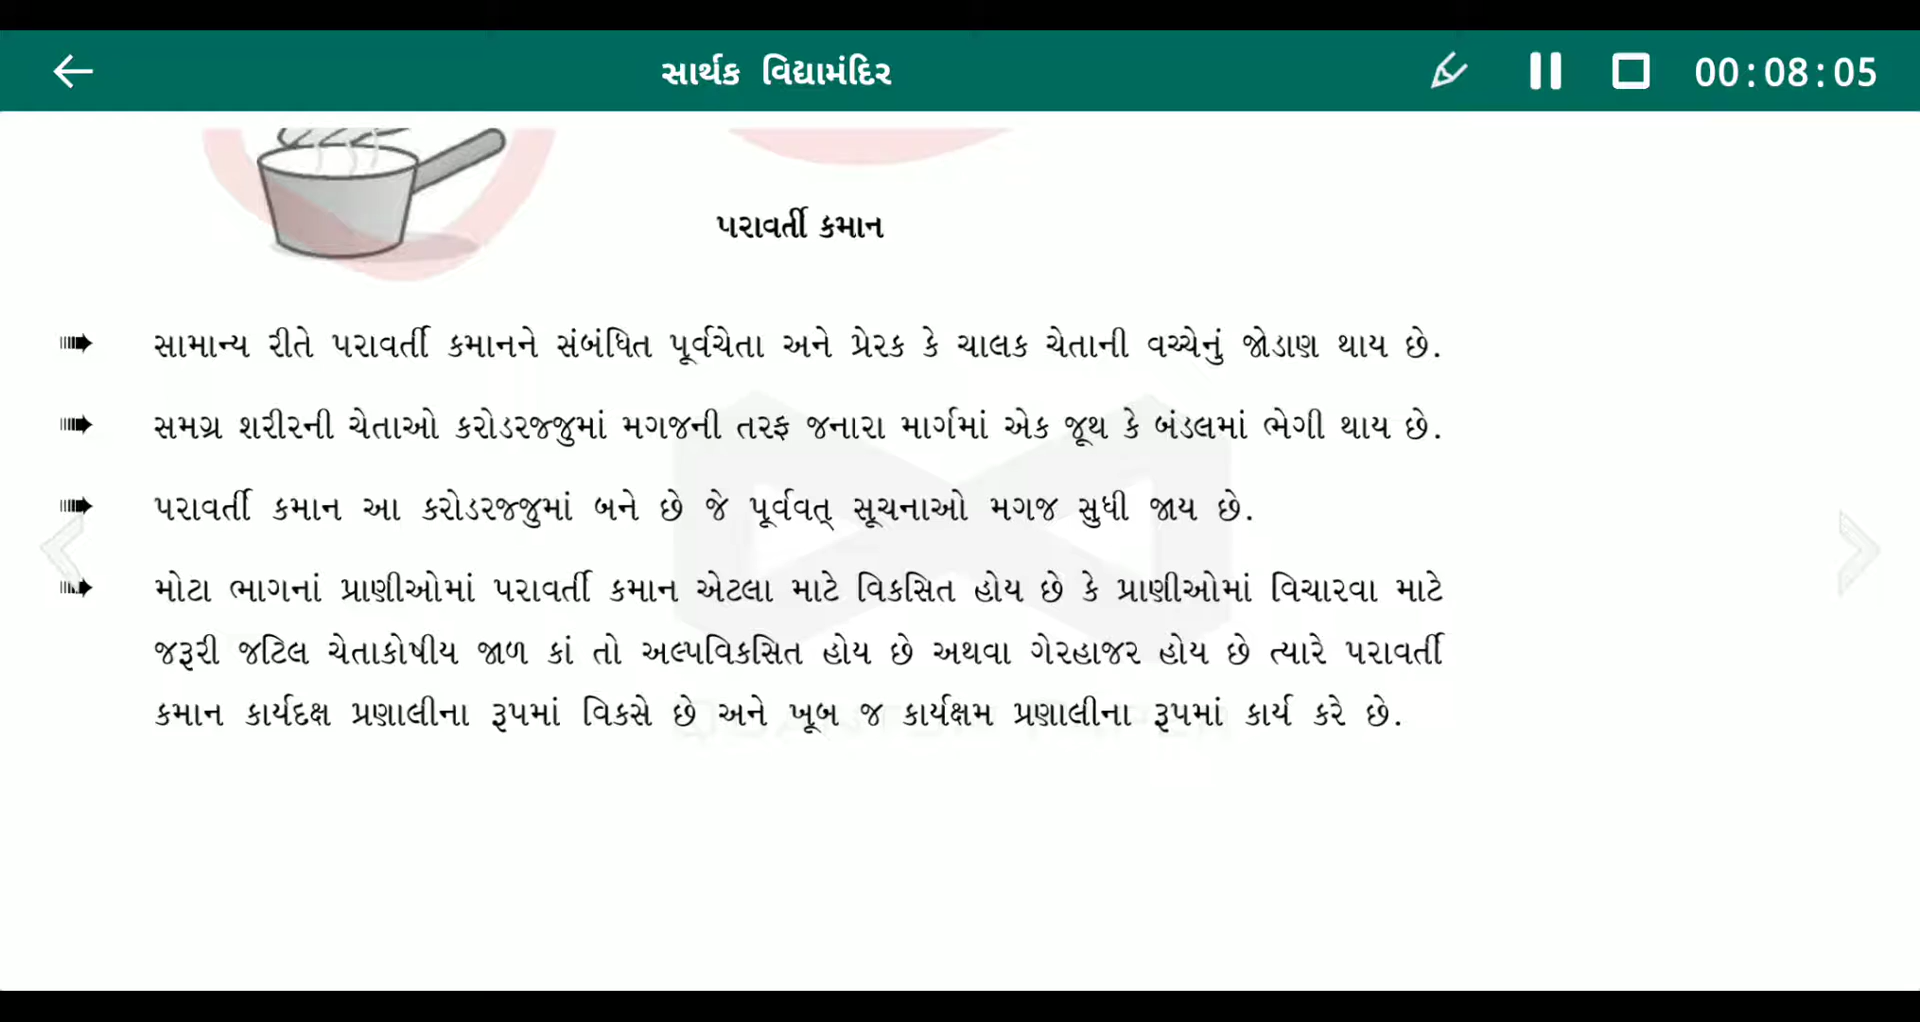 સાર્થક વિદ્યામંદિર
00:08:05
પરાવર્તી કમાન
સામાન્ય રીતે પરાવર્તી કમાનને સંબંધિત પૂર્વચેતા અને પ્રેરક કે ચાલક ચેતાની વચ્ચેનું જોડાણ થાય છે.
સમગ્ર શરીરની ચેતાઓ કરોડરજ્જુમાં મગજની તરફ જનારા માર્ગમાં એક જૂથ કે બંડલમાં ભેગી થાય છે.
પરાવર્તી કમાન આ કરોડરજ્જુમાં બને છે જે પૂર્વવત્ સૂચનાઓ મગજ સુધી જાય છે.
મોટા ભાગનાં પ્રાણીઓમાં પરાવર્તી કમાન એટલા માટે વિકસિત હોય છે કે પ્રાણીઓમાં વિચારવા માટે
જરૂરી જટિલ ચેતાકોષીય જાળ કાં તો અલ્પવિકસિત હોય છે અથવા ગેરહાજર હોય છે ત્યારે પરાવર્તી
કમાન કાર્યદક્ષ પ્રણાલીના રૂપમાં વિકસે છે અને ખૂબ જ કાર્યક્ષમ પ્રણાલીના રૂપમાં કાર્ય કરે છે.